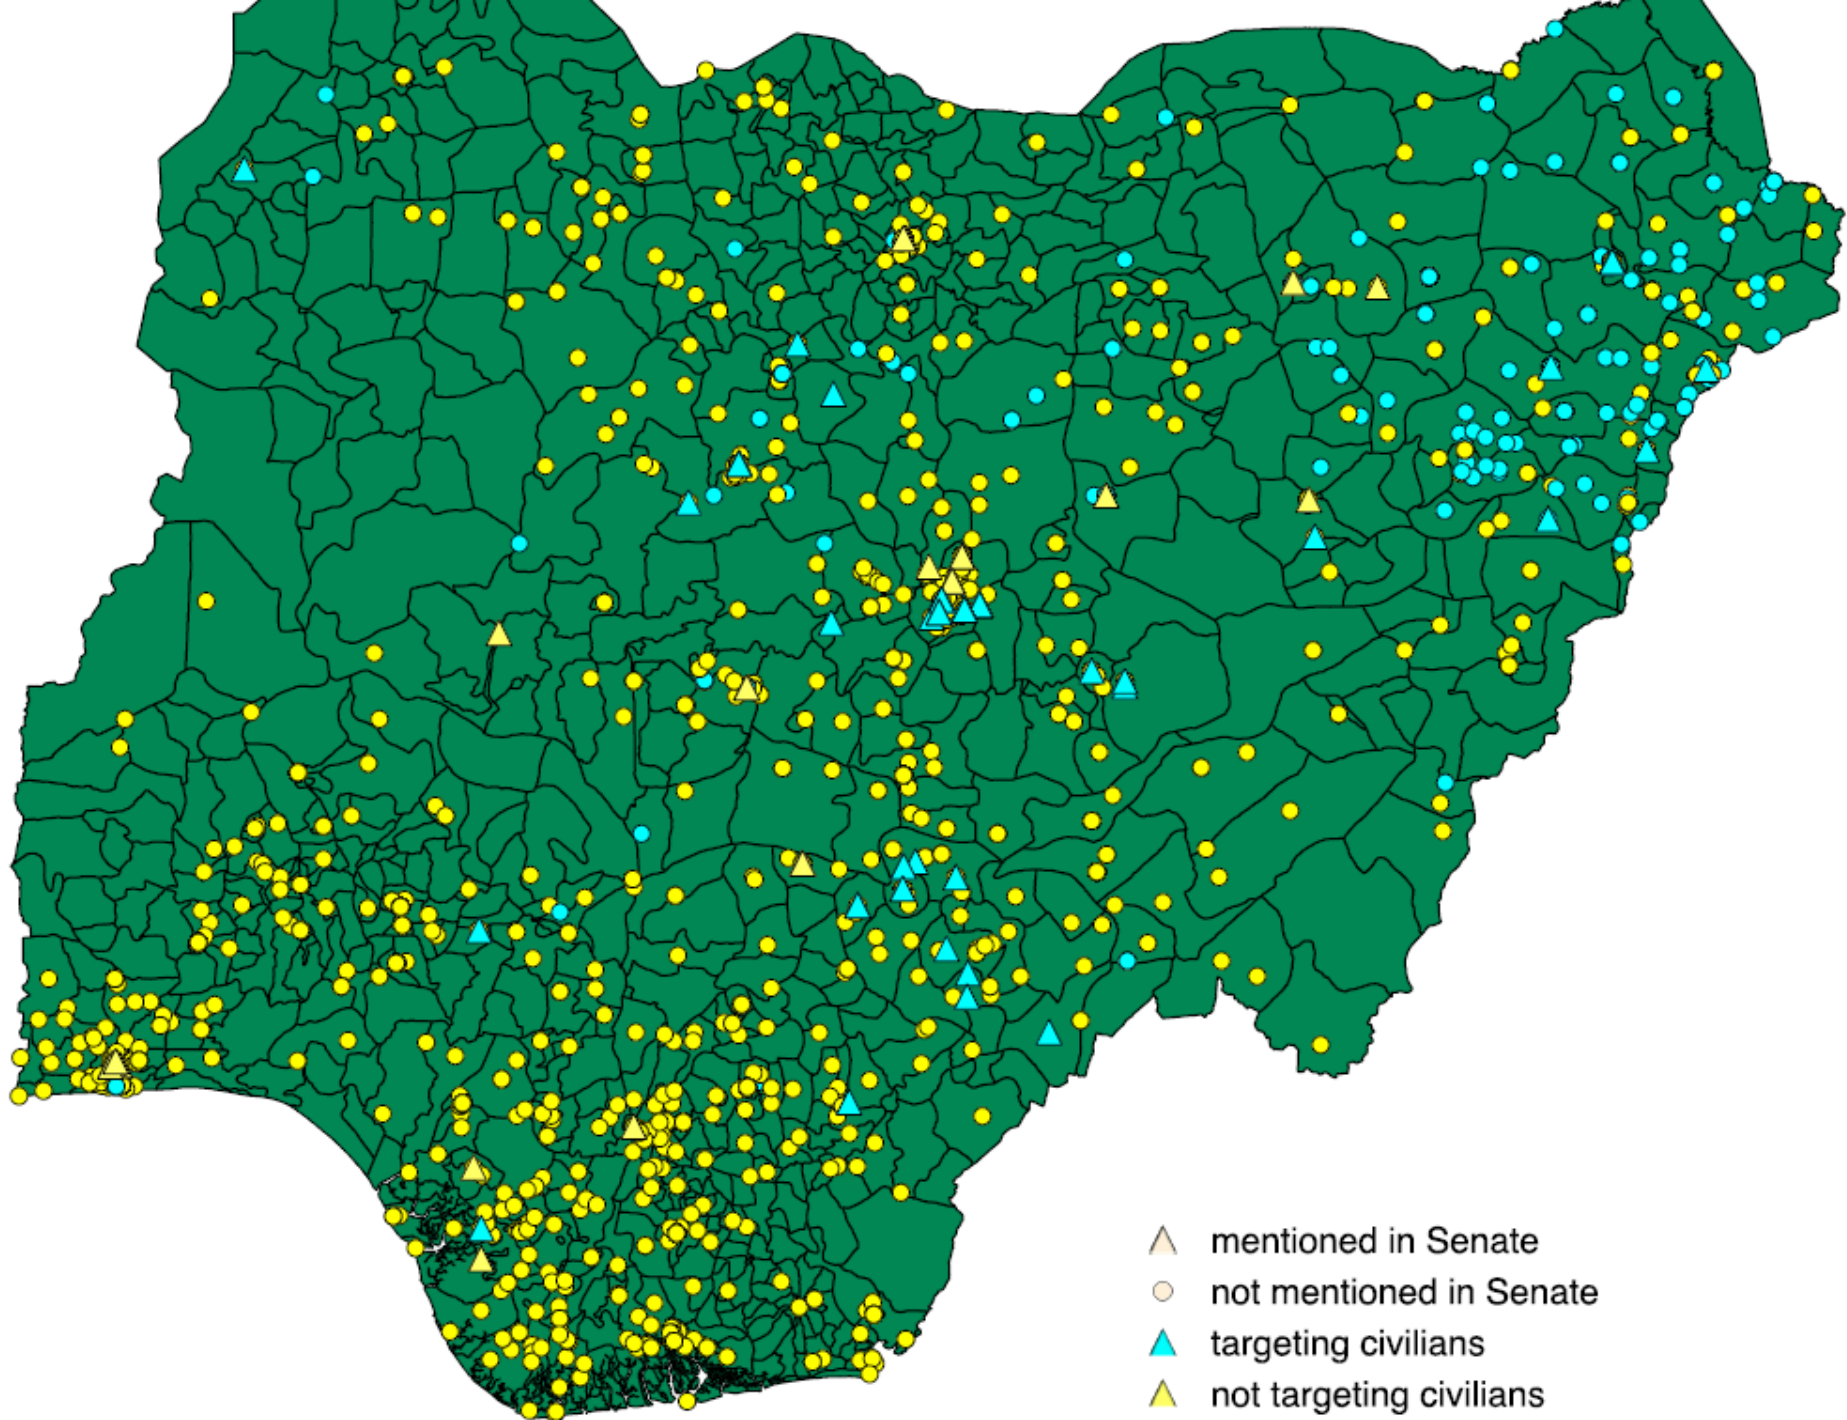 mentioned in Senate
not mentioned in Senate
targeting civilians
not targeting civilians